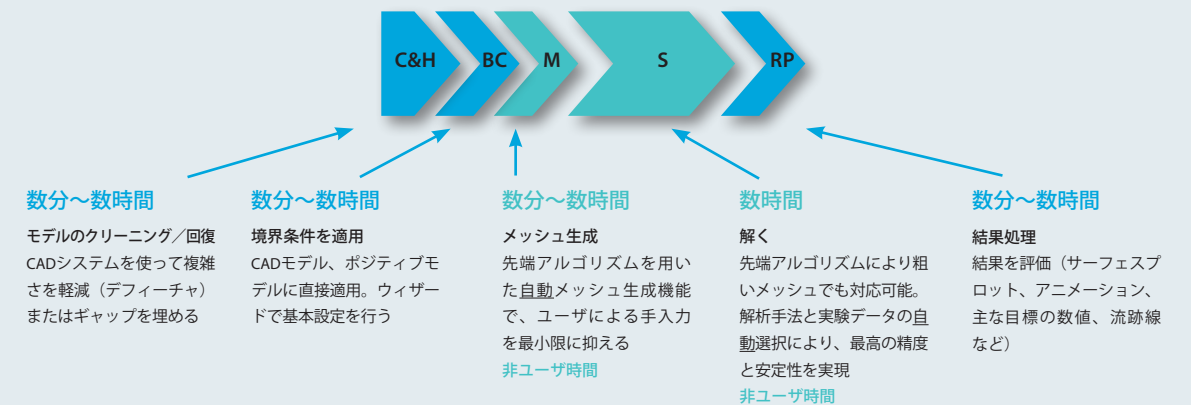 C&H
BC
M
S
RP
数分～数時間
モデルのクリーニング／回復
CADシステムを使って複雑
さを軽減（デフィーチャ）
またはギャップを埋める
数分～数時間
境界条件を適用
CADモデル、ポジティブモ
デルに直接適用。ウィザー
ドで基本設定を行う
数分～数時間
メッシュ生成
先端アルゴリズムを用い
た自動メッシュ生成機能
で、ユーザによる手入力
を最小限に抑える
非ユーザ時間
数時間
解く
先端アルゴリズムにより粗
いメッシュでも対応可能。
解析手法と実験データの自
動選択により、最高の精度
と安定性を実現
非ユーザ時間
数分～数時間
結果処理
結果を評価（サーフェスプ
ロット、アニメーション、
主な目標の数値、流跡線
など）